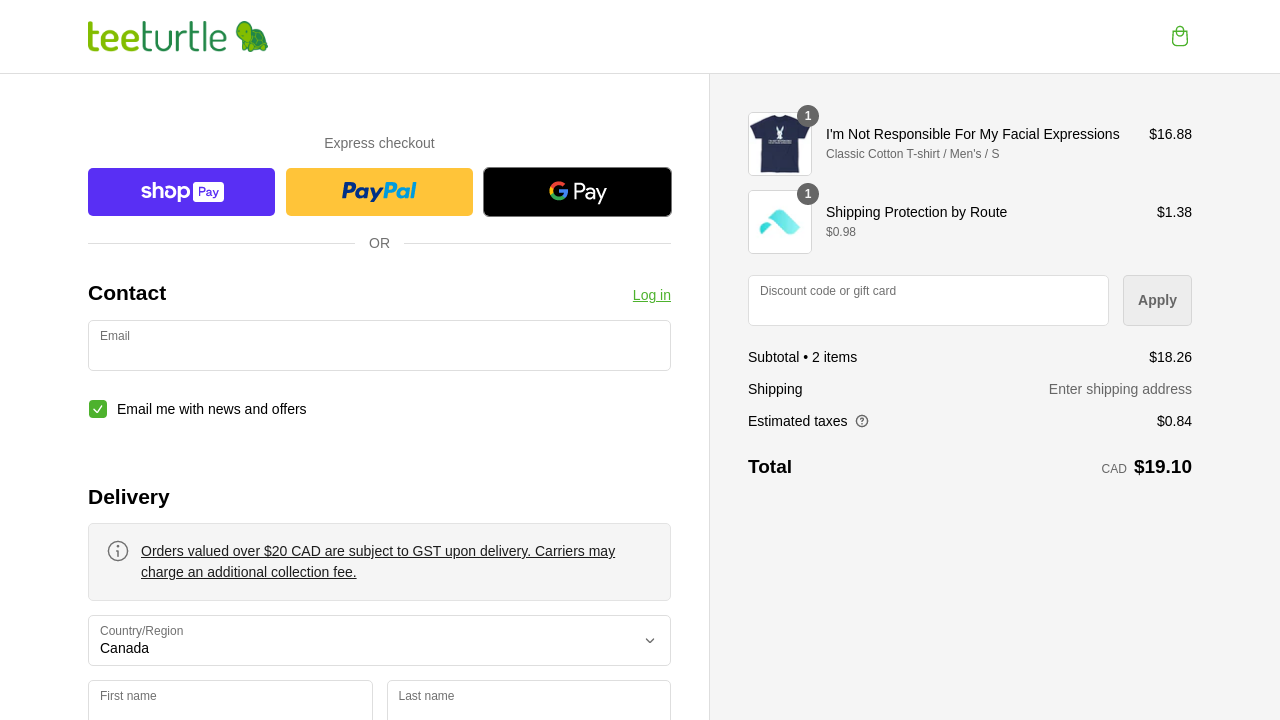 teeturtle
Express checkout
shop Pay
PayPal
G Pay
OR
Contact
Log in
Email
Email me with news and offers
Delivery
Orders valued over $20 CAD are subject to GST upon delivery. Carriers may
charge an additional collection fee.
Country/Region
Canada
First name
Last name
1
I'm Not Responsible For My Facial Expressions
$16.88
Classic Cotton T-shirt / Men's / S
1
Shipping Protection by Route
$1.38
$0.98
Discount code or gift card
Apply
Subtotal • 2 items
$18.26
Shipping
Enter shipping address
Estimated taxes
$0.84
Total
CAD $19.10